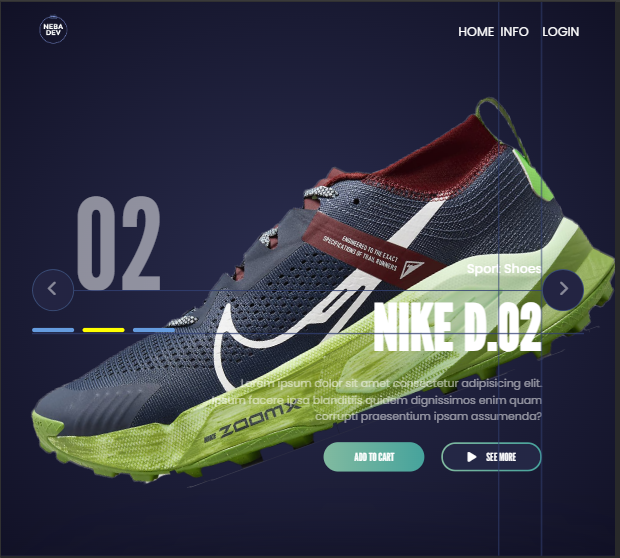 NEBA
DEV
HOME INFO LOGIN
02
ENGINEERED TO THE EXACT
SPECIFICATIONS OF TRAIL RUNNERS
Sport Shoes
NIKE D.02
Lorem ipsum dolor sit amet consectetur adipisicing elit.
Ipsum facere ipsa blanditiis quidem dignissimos enim quam
corrupti praesentium ipsam assumenda?
ZOOMX
ADD TO CART
SEE MORE